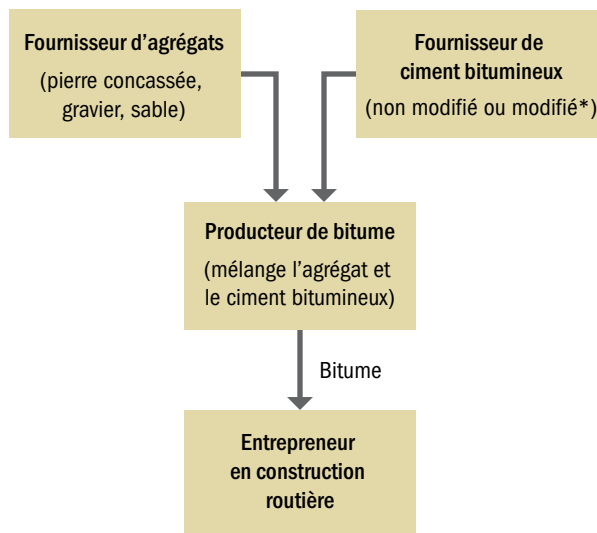 Fournisseur d'agrégats
(pierre concassée,
gravier, sable)
Fournisseur de
ciment bitumineux
(non modifié ou modifié*)
Producteur de bitume
(mélange l'agrégat et
le ciment bitumineux)
Bitume
Entrepreneur
en construction
routière